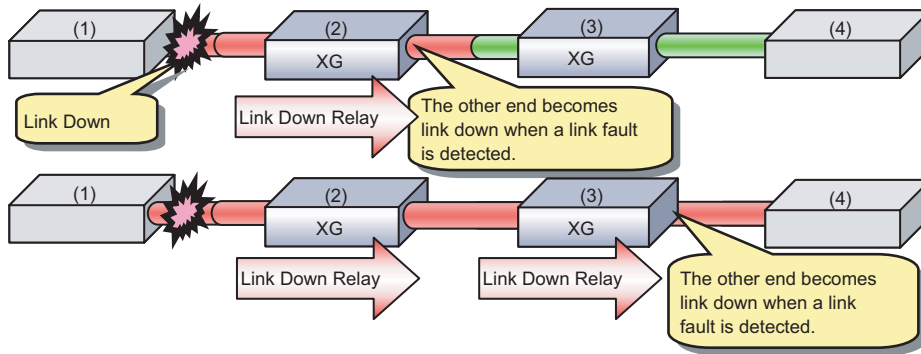 (1)
(2)
(3)
(4)
XG
XG
Link Down
Link Down Relay
The other end becomes
link down when a link fault
is detected.
(1)
(2)
(3)
(4)
XG
XG
Link Down Relay
Link Down Relay
The other end becomes
link down when a link
fault is detected.